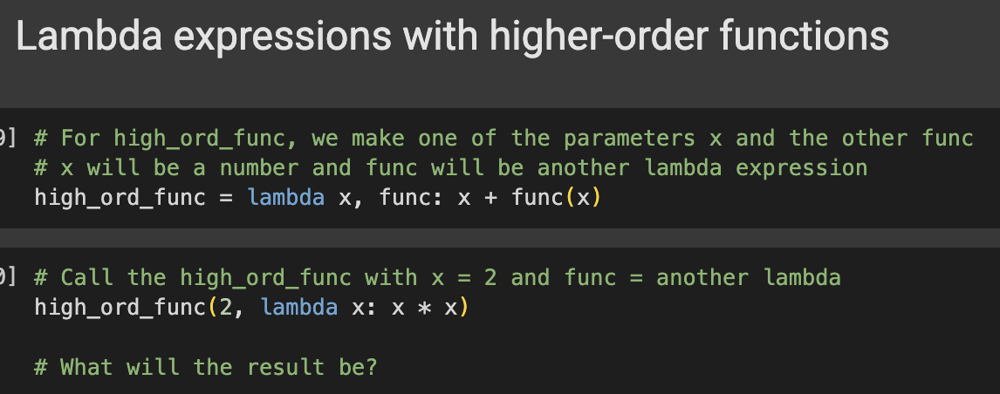 Lambda expressions with higher-order functions
] # For high_ord_func, we make one of the parameters x and the other func
# x will be a number and func will be another lambda expression
high_ord_func = lambda x, func: x + func(x)
] # Call the high_ord_func with x = 2 and func = another lambda
high_ord_func(2, lambda x: x * x)
# What will the result be?